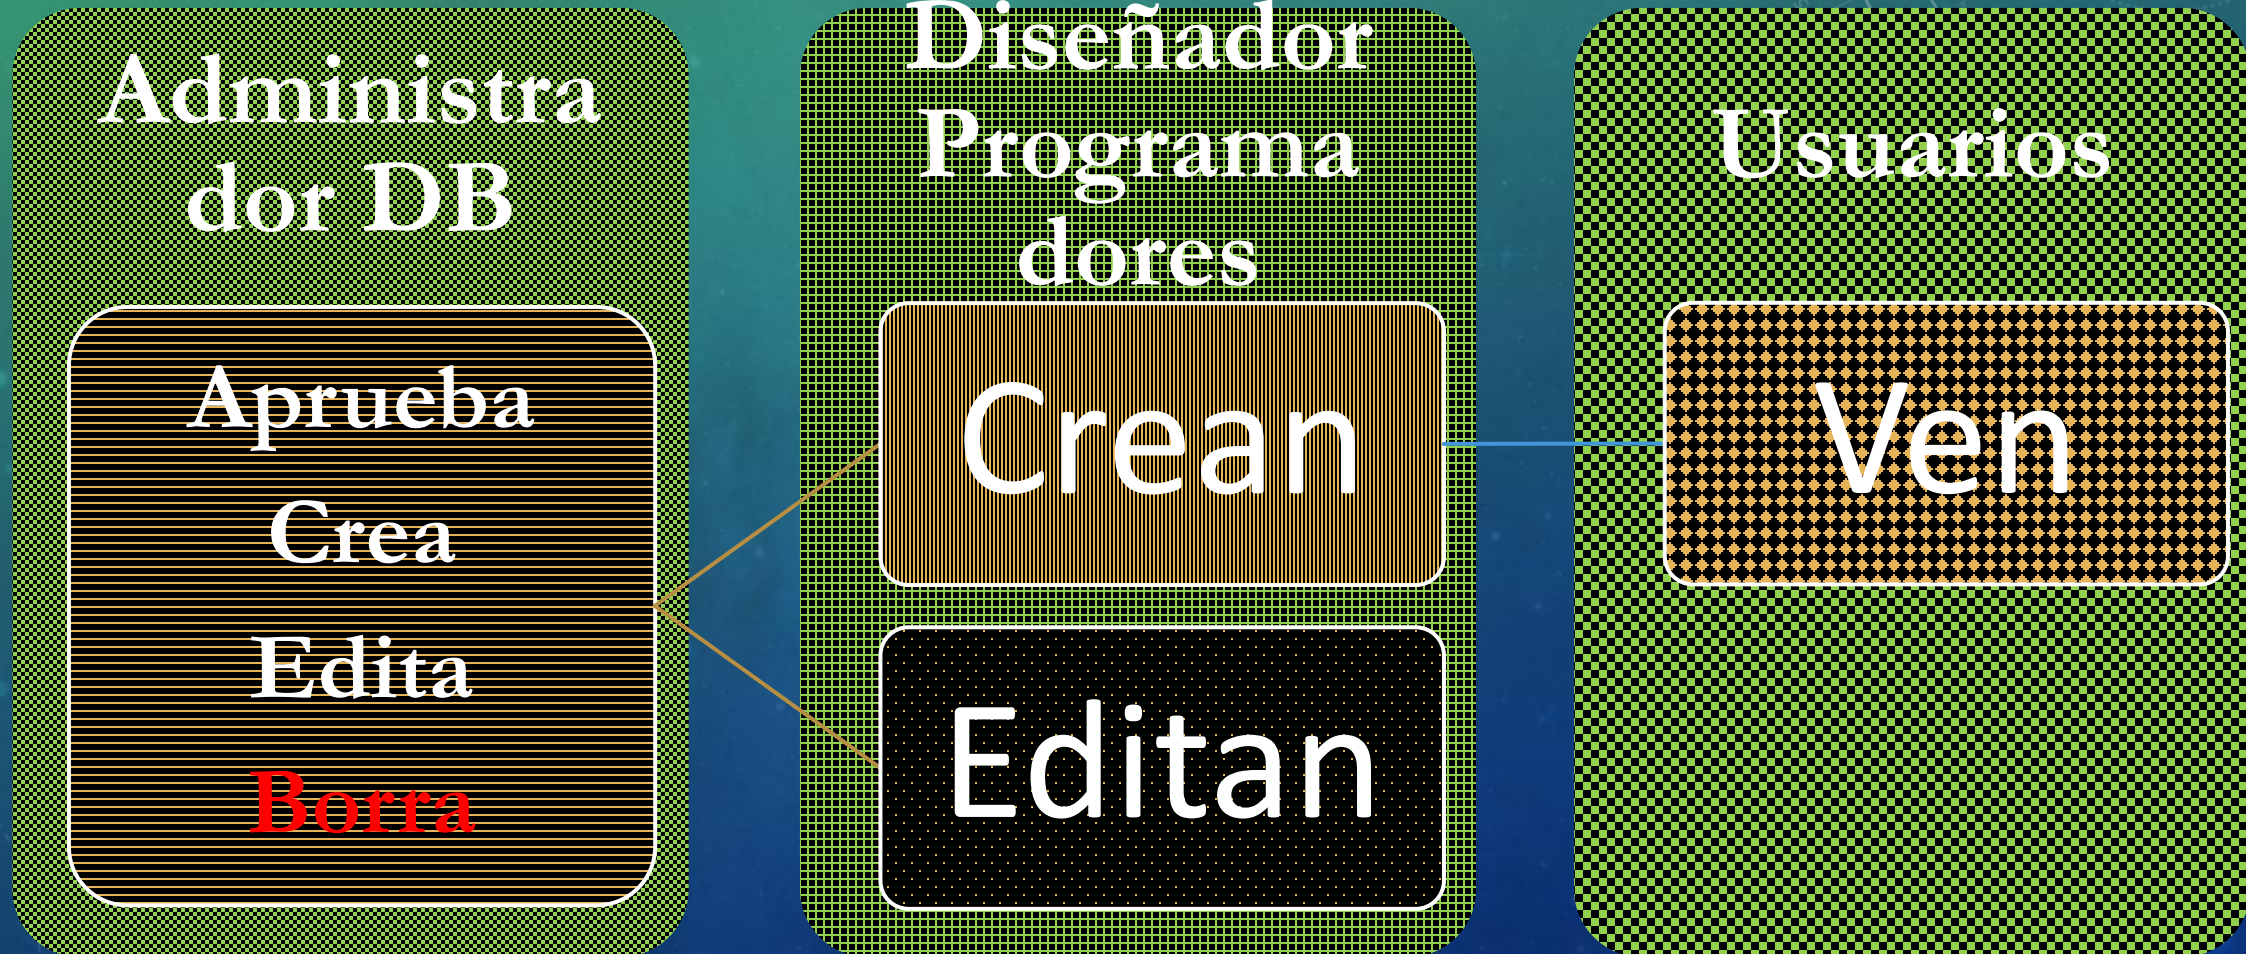 Administra
dor DB
Aprueba
Crea
Edita
Borra
Diseñador
Programa
dores
Crean
Editan
Usuarios
Ven